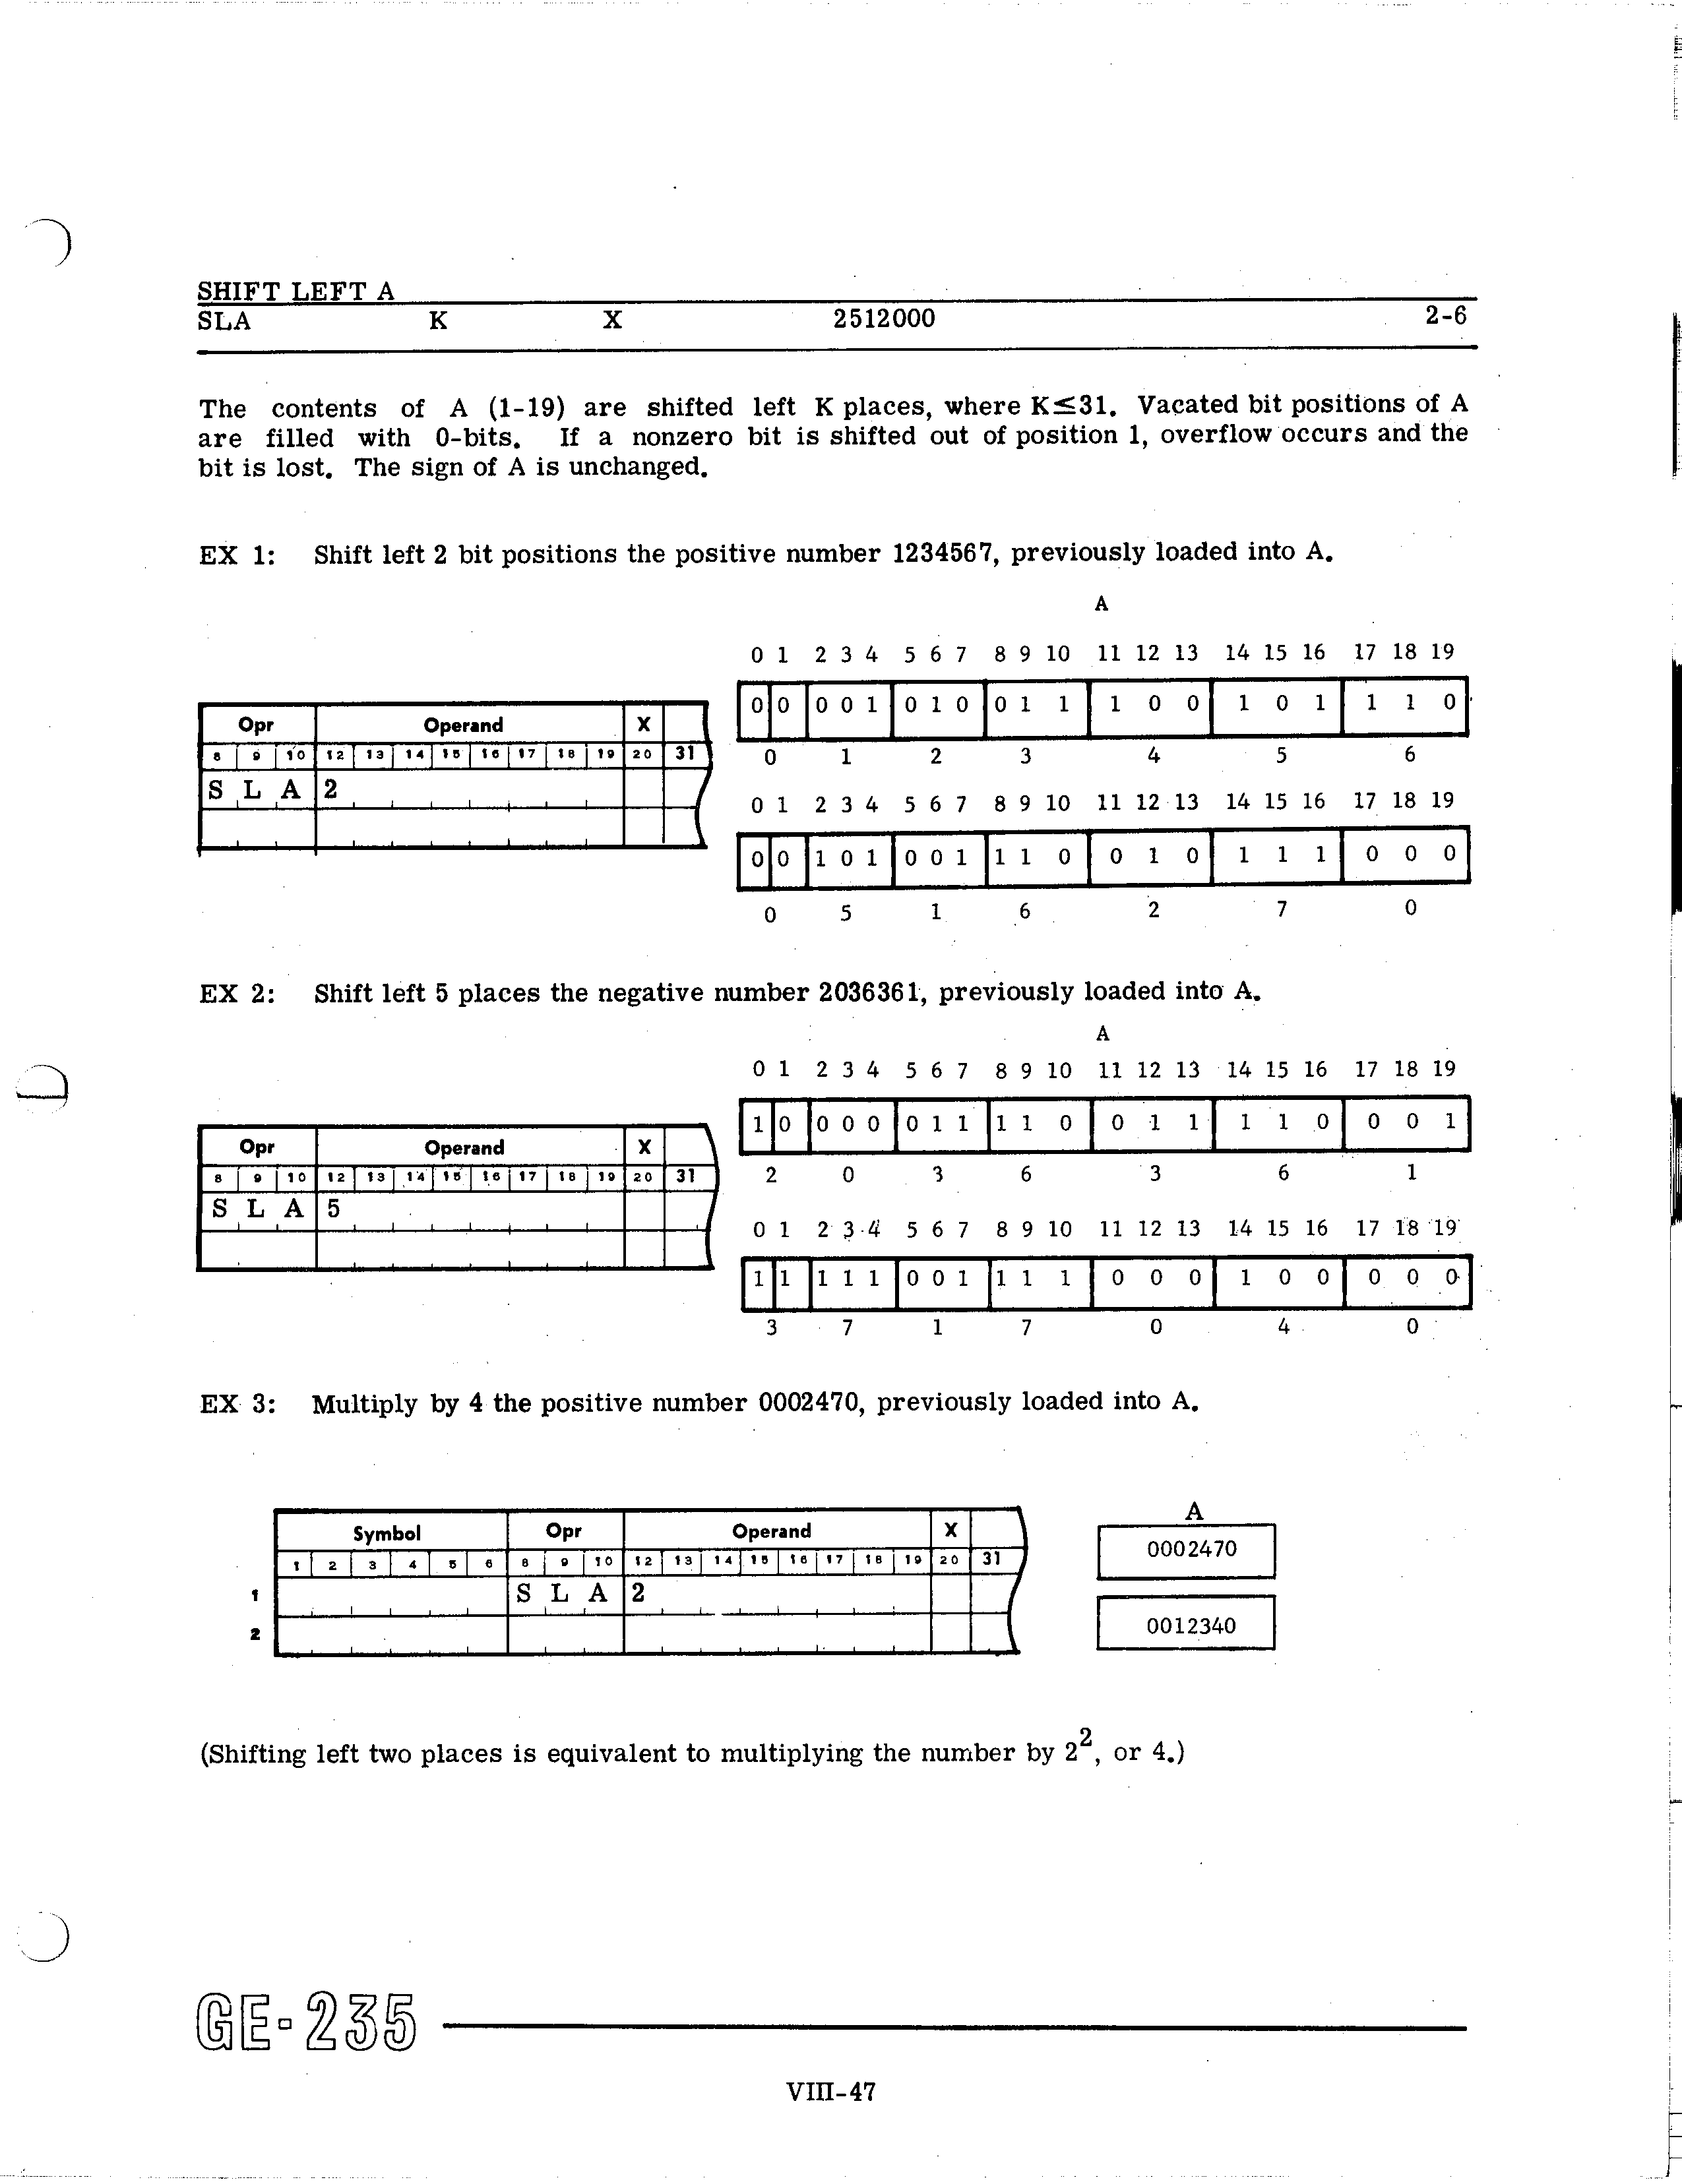 SHIFT LEFT A
SLA K X 2512000 2-6
The contents of A (1-19) are shifted left K places, where K≤31. Vacated bit positions of A
are filled with 0-bits. If a nonzero bit is shifted out of position 1, overflow occurs and the
bit is lost. The sign of A is unchanged.
EX 1: Shift left 2 bit positions the positive number 1234567, previously loaded into A.
A
0 1 2 3 4 5 6 7 8 9 10 11 12 13 14 15 16 17 18 19
0 0 0 0 1 0 1 0 0 1 1 1 0 0 1 0 1 1 1 0
0 1 2 3 4 5 6
Opr Operand X
8 9 10 12 13 14 15 16 17 18 19 20 31
S L A 2
0 1 2 3 4 5 6 7 8 9 10 11 12 13 14 15 16 17 18 19
0 0 1 0 1 0 0 1 1 1 0 0 1 0 1 1 1 0 0 0
0 5 1 6 2 7 0
EX 2: Shift left 5 places the negative number 2036361, previously loaded into A.
A
0 1 2 3 4 5 6 7 8 9 10 11 12 13 14 15 16 17 18 19
1 0 0 0 0 0 1 1 1 1 0 0 1 1 1 1 0 0 0 1
2 0 3 6 3 6 1
Opr Operand X
8 9 10 12 13 14 15 16 17 18 19 20 31
S L A 5
0 1 2 3 4 5 6 7 8 9 10 11 12 13 14 15 16 17 18 19
1 1 1 1 1 0 0 1 1 1 1 0 0 0 1 0 0 0 0 0
3 7 1 7 0 4 0
EX 3: Multiply by 4 the positive number 0002470, previously loaded into A.
A
Symbol Opr Operand X
0002470
1 2 3 4 5 6 8 9 10 12 13 14 15 16 17 18 19 20 31
1 S L A 2
0012340
2
(Shifting left two places is equivalent to multiplying the number by 2², or 4.)
GE-235
VIII-47